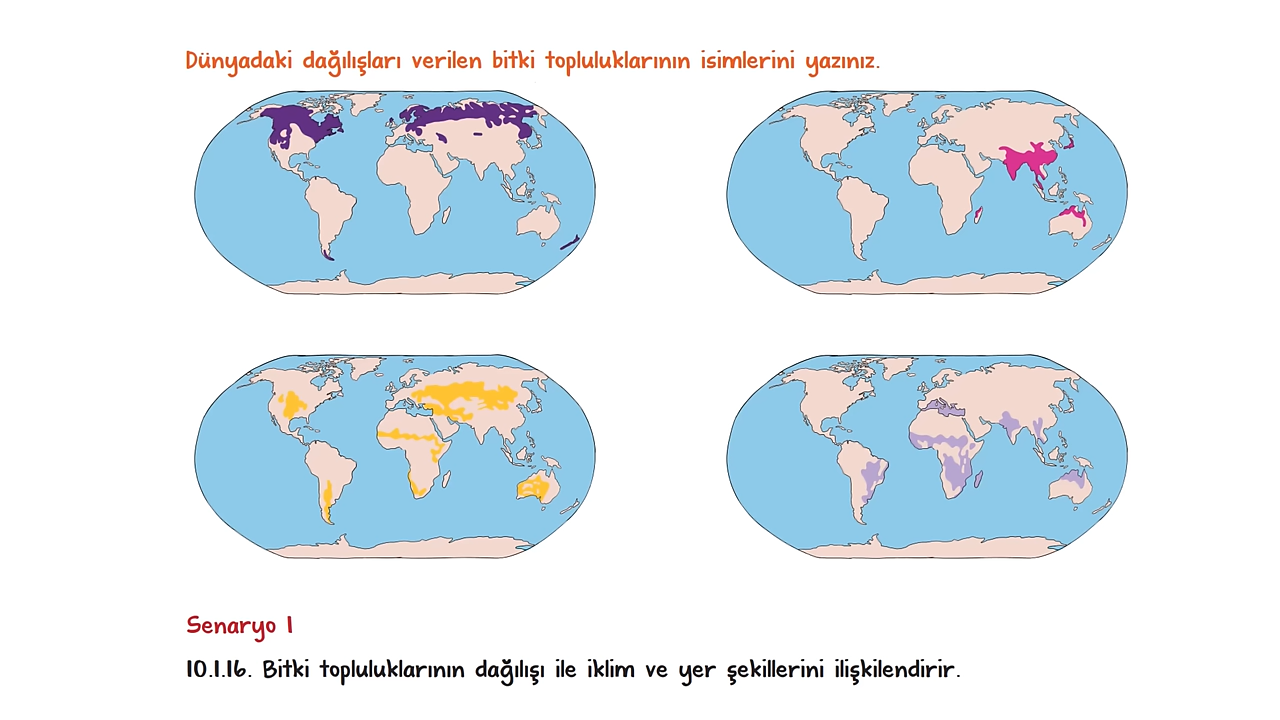 Dünyadaki dağılışları verilen bitki topluluklarının isimlerini yazınız.
Senaryo 1
10.1.16. Bitki topluluklarının dağılışı ile iklim ve yer şekillerini ilişkilendirir.